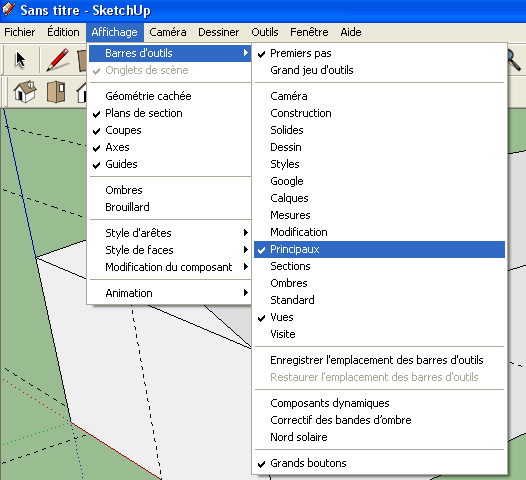 Sans titre - SketchUp
Fichier Édition Affichage Caméra Dessiner Outils Fenêtre Aide
Barres d'outils
Onglets de scène
Géométrie cachée
Plans de section
Coupes
Axes
Guides
Ombres
Brouillard
Style d'arêtes
Style de faces
Modification du composant
Animation
Premiers pas
Grand jeu d'outils
Caméra
Construction
Solides
Dessin
Styles
Google
Calques
Mesures
Modification
Principaux
Sections
Ombres
Standard
Vues
Visite
Enregistrer l'emplacement des barres d'outils
Restaurer l'emplacement des barres d'outils
Composants dynamiques
Correctif des bandes d'ombre
Nord solaire
Grands boutons